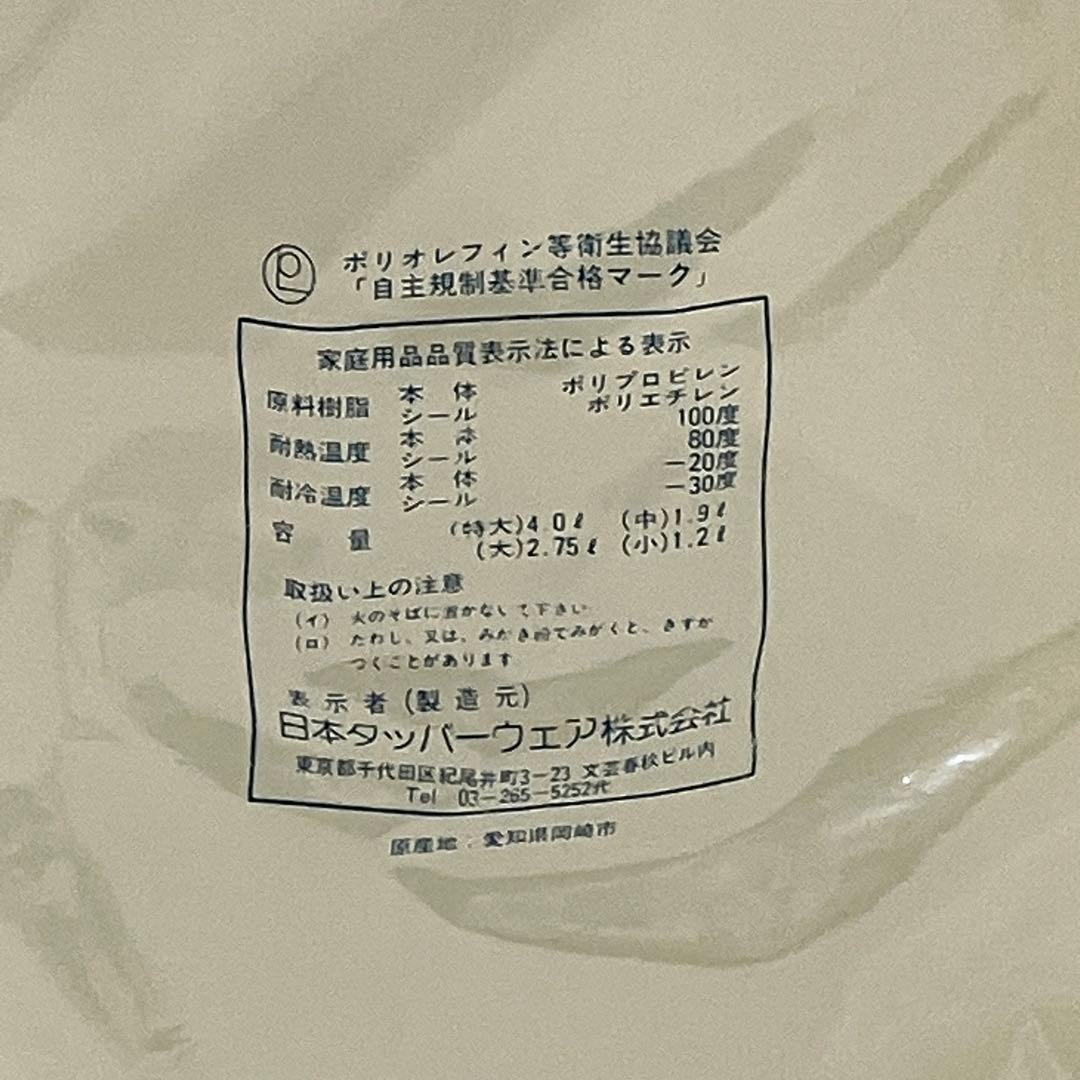 ポリオレフィン等衛生協議会
「自主規制基準合格マーク」
家庭用品品質表示法による表示
原料樹脂 本体 ポリプロピレン
シール ポリエチレン
耐熱温度 本体 100度
シール 80度
耐冷温度 本体 −20度
シール −30度
容量 (特大)4.0ℓ (中)1.9ℓ
(大)2.75ℓ (小)1.2ℓ
取扱い上の注意
(イ) 火のそばに置かないで下さい
(ロ) たわし、又は、みがき粉でみがくと、きずが
つくことがあります
表示者(製造元)
日本タッパーウェア株式会社
東京都千代田区紀尾井町3−23 文芸春秋ビル内
Tel 03−265−5252代
原産地:愛知県岡崎市